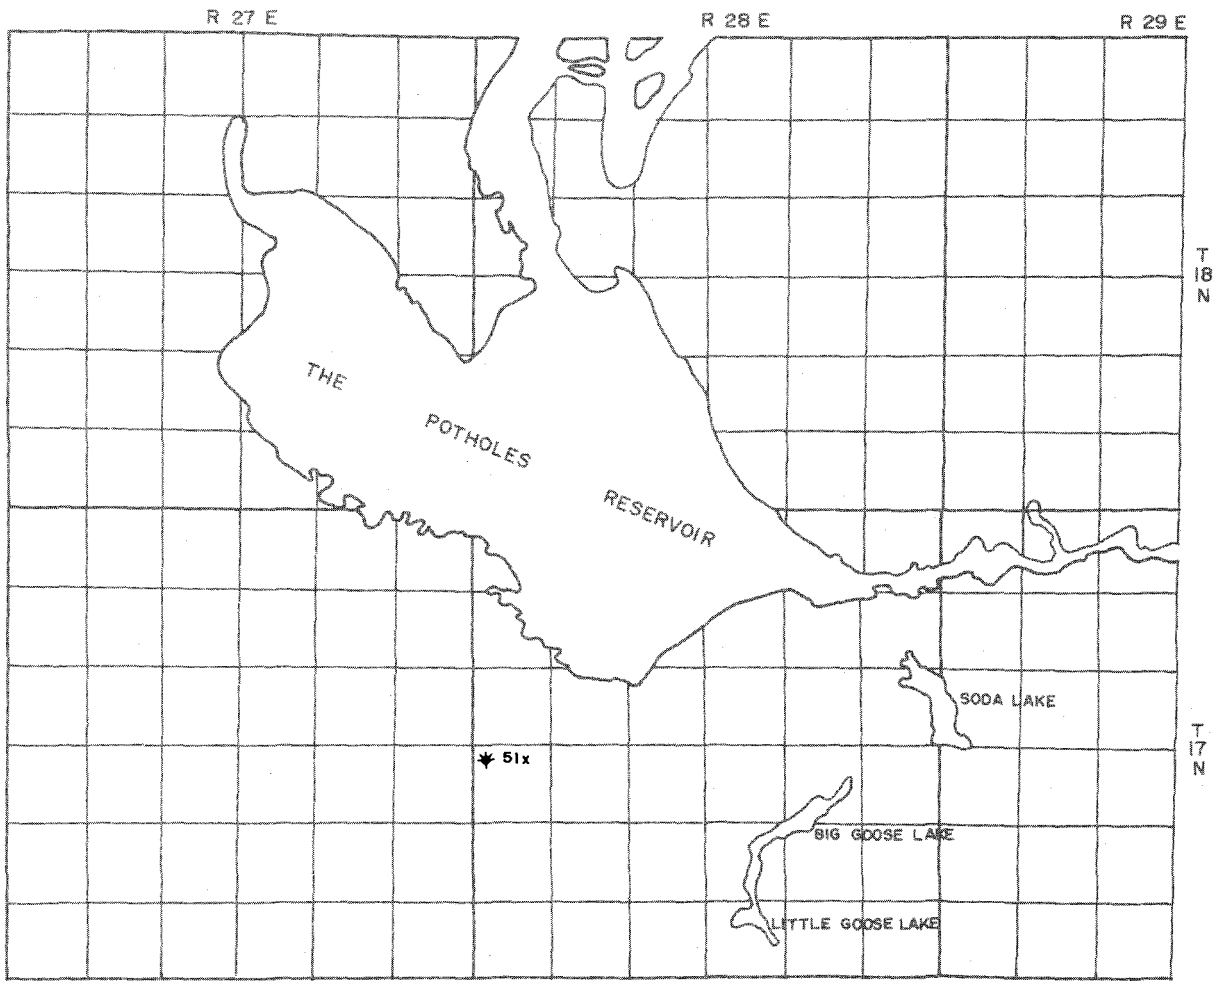 R 27 E
R 28 E
R 29 E
T
18
N
THE
POTHOLES
RESERVOIR
SODA LAKE
T
17
N
51x
BIG GOOSE LAKE
LITTLE GOOSE LAKE